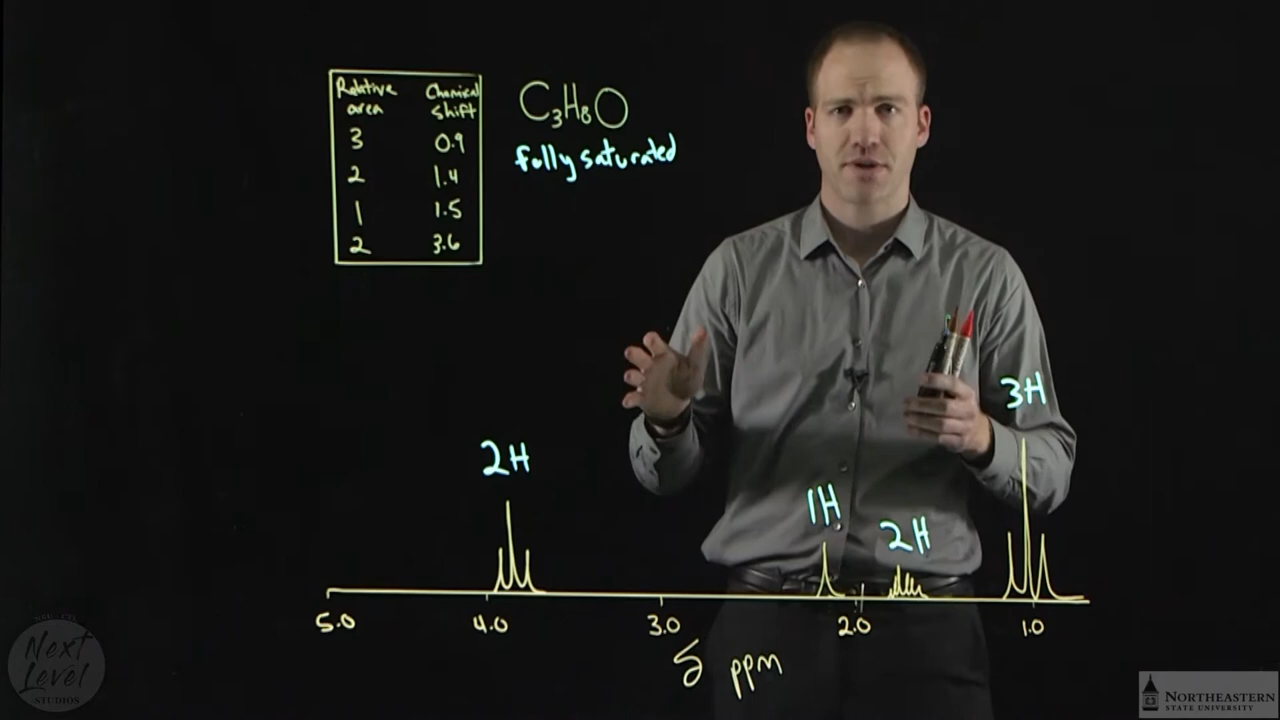 Relative area
Chemical shift
3 0.9
2 1.4
1 1.5
2 3.6
C3H8O
fully saturated
3H
2H
1H
2H
5.0 4.0 3.0 2.0 1.0
δ ppm
Next
Level
STUDIOS
NORTHEASTERN
STATE UNIVERSITY